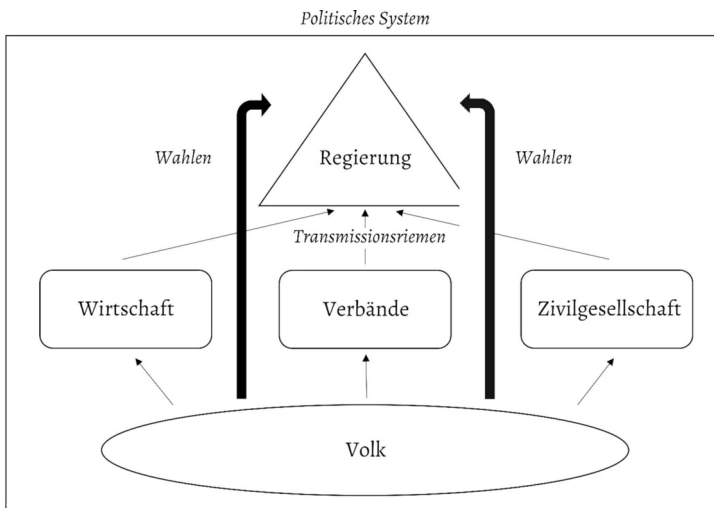 Politisches System
Regierung
Wahlen
Wahlen
Transmissionsriemen
Wirtschaft
Verbände
Zivilgesellschaft
Volk